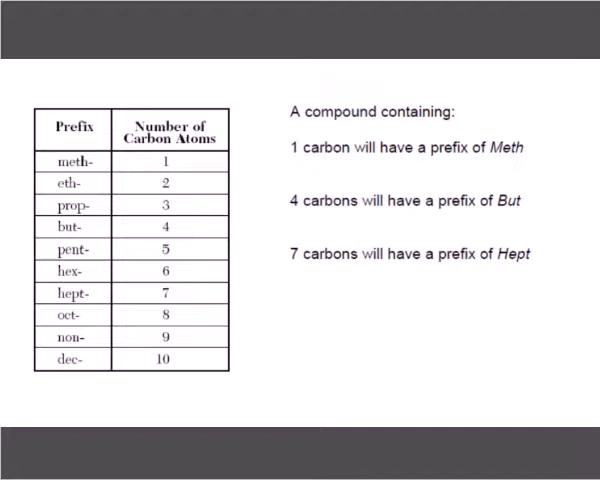 Prefix Number of
Carbon Atoms
meth- 1
eth- 2
prop- 3
but- 4
pent- 5
hex- 6
hept- 7
oct- 8
non- 9
dec- 10
A compound containing:
1 carbon will have a prefix of Meth
4 carbons will have a prefix of But
7 carbons will have a prefix of Hept